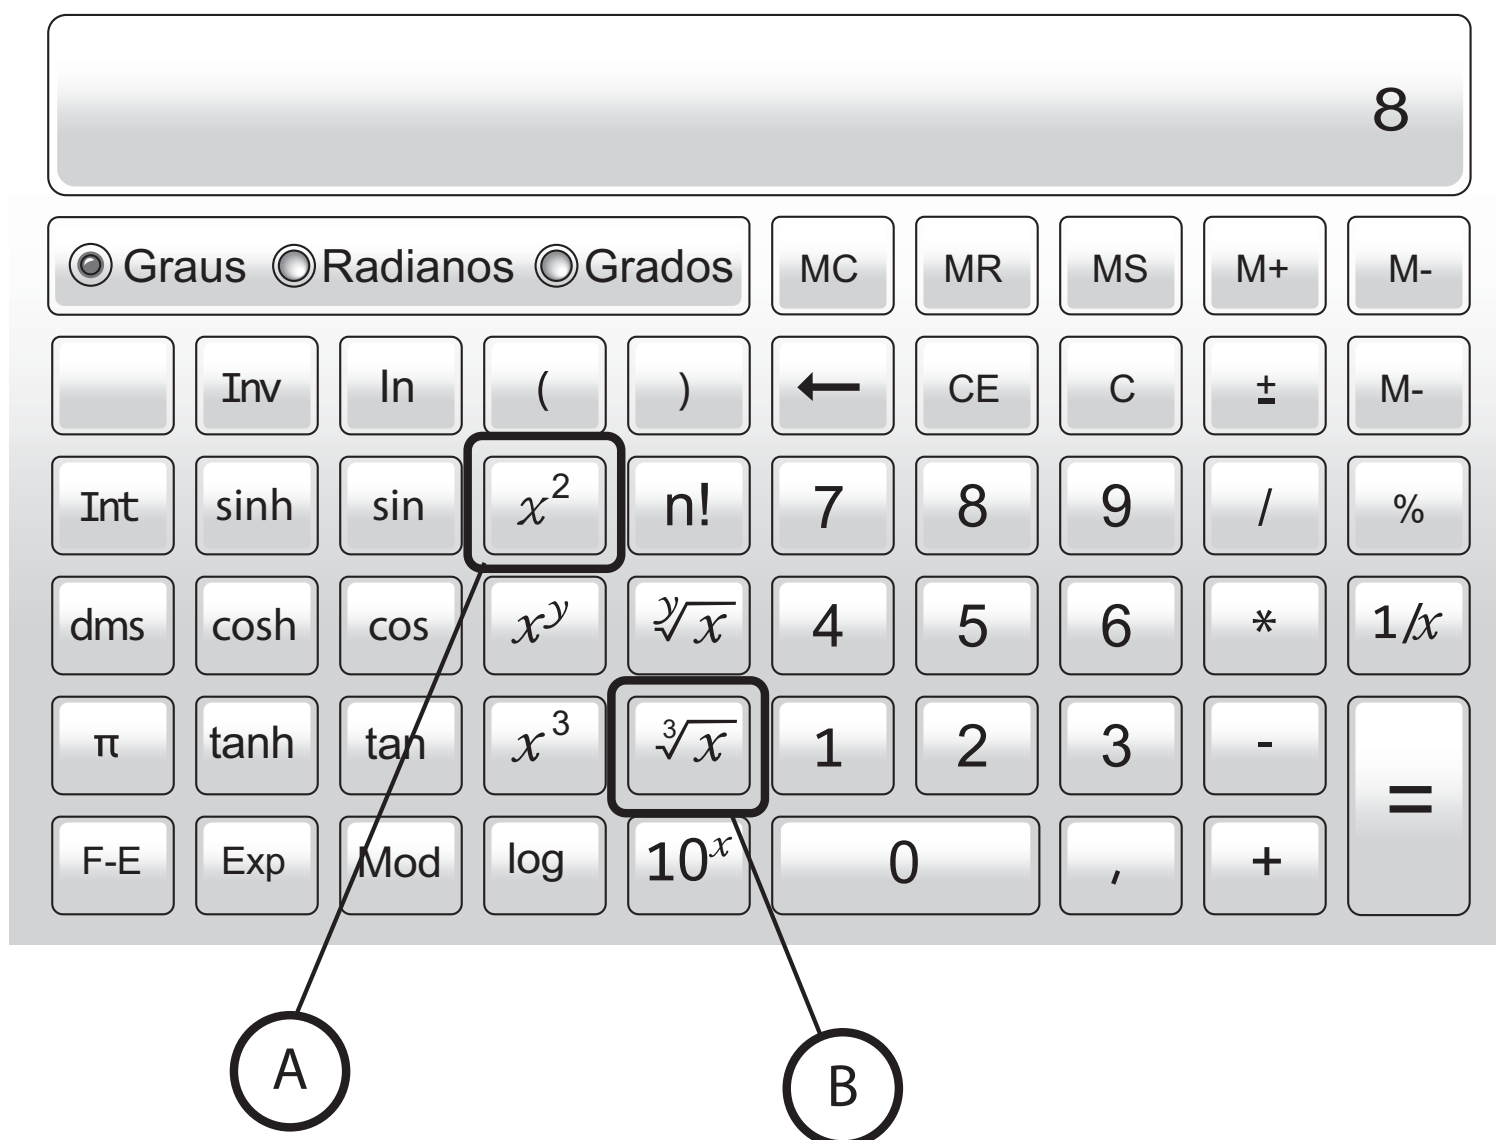 8
Graus Radianos Grados MC MR MS M+ M-
Inv In ( ) ← CE C ± M-
Int sinh sin x² n! 7 8 9 / %
dms cosh cos xʸ ʸ√x 4 5 6 * 1/x
π tanh tan x³ ³√x 1 2 3 - =
F-E Exp Mod log 10ˣ 0 , +
A B